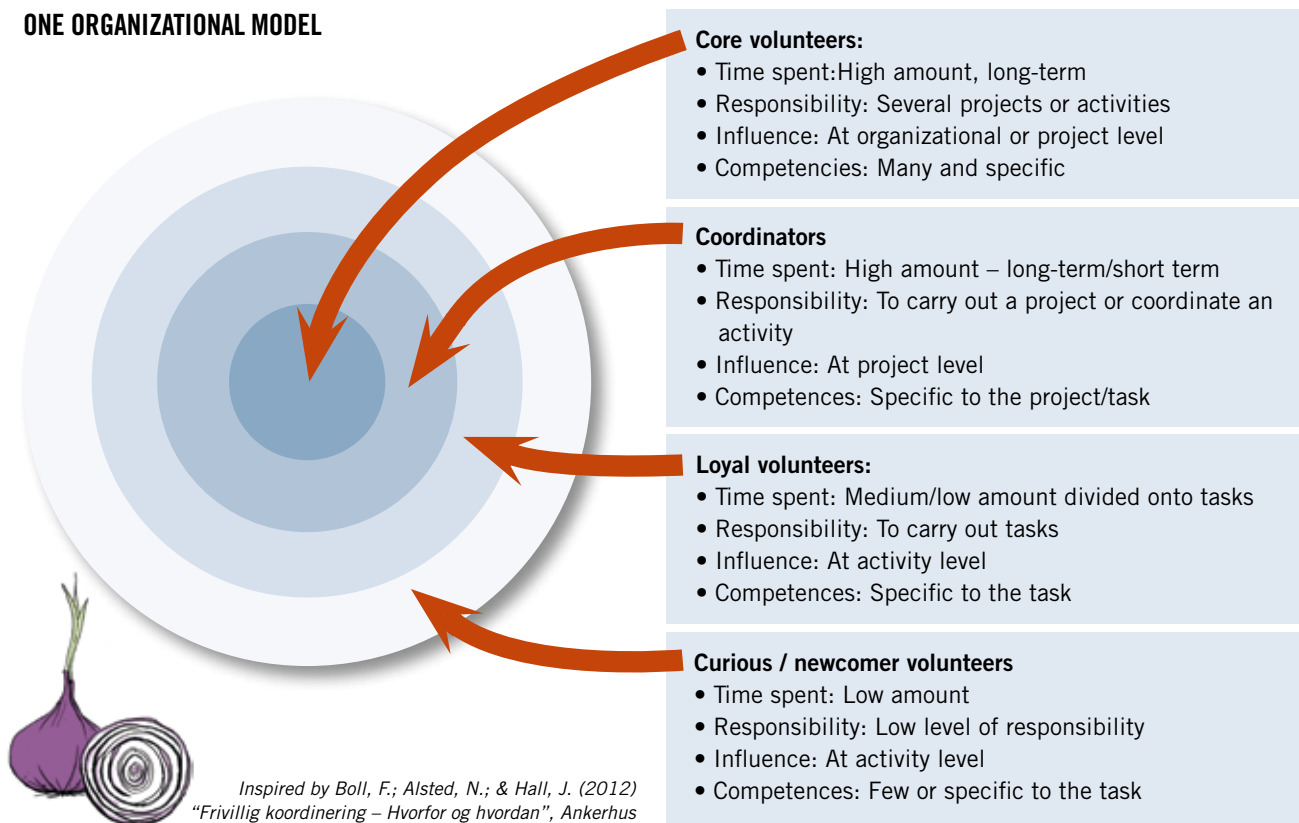 ONE ORGANIZATIONAL MODEL
Core volunteers:
• Time spent:High amount, long-term
• Responsibility: Several projects or activities
• Influence: At organizational or project level
• Competencies: Many and specific
Coordinators
• Time spent: High amount – long-term/short term
• Responsibility: To carry out a project or coordinate an
activity
• Influence: At project level
• Competences: Specific to the project/task
Loyal volunteers:
• Time spent: Medium/low amount divided onto tasks
• Responsibility: To carry out tasks
• Influence: At activity level
• Competences: Specific to the task
Curious / newcomer volunteers
• Time spent: Low amount
• Responsibility: Low level of responsibility
• Influence: At activity level
• Competences: Few or specific to the task
Inspired by Boll, F.; Alsted, N.; & Hall, J. (2012)
"Frivillig koordinering – Hvorfor og hvordan", Ankerhus